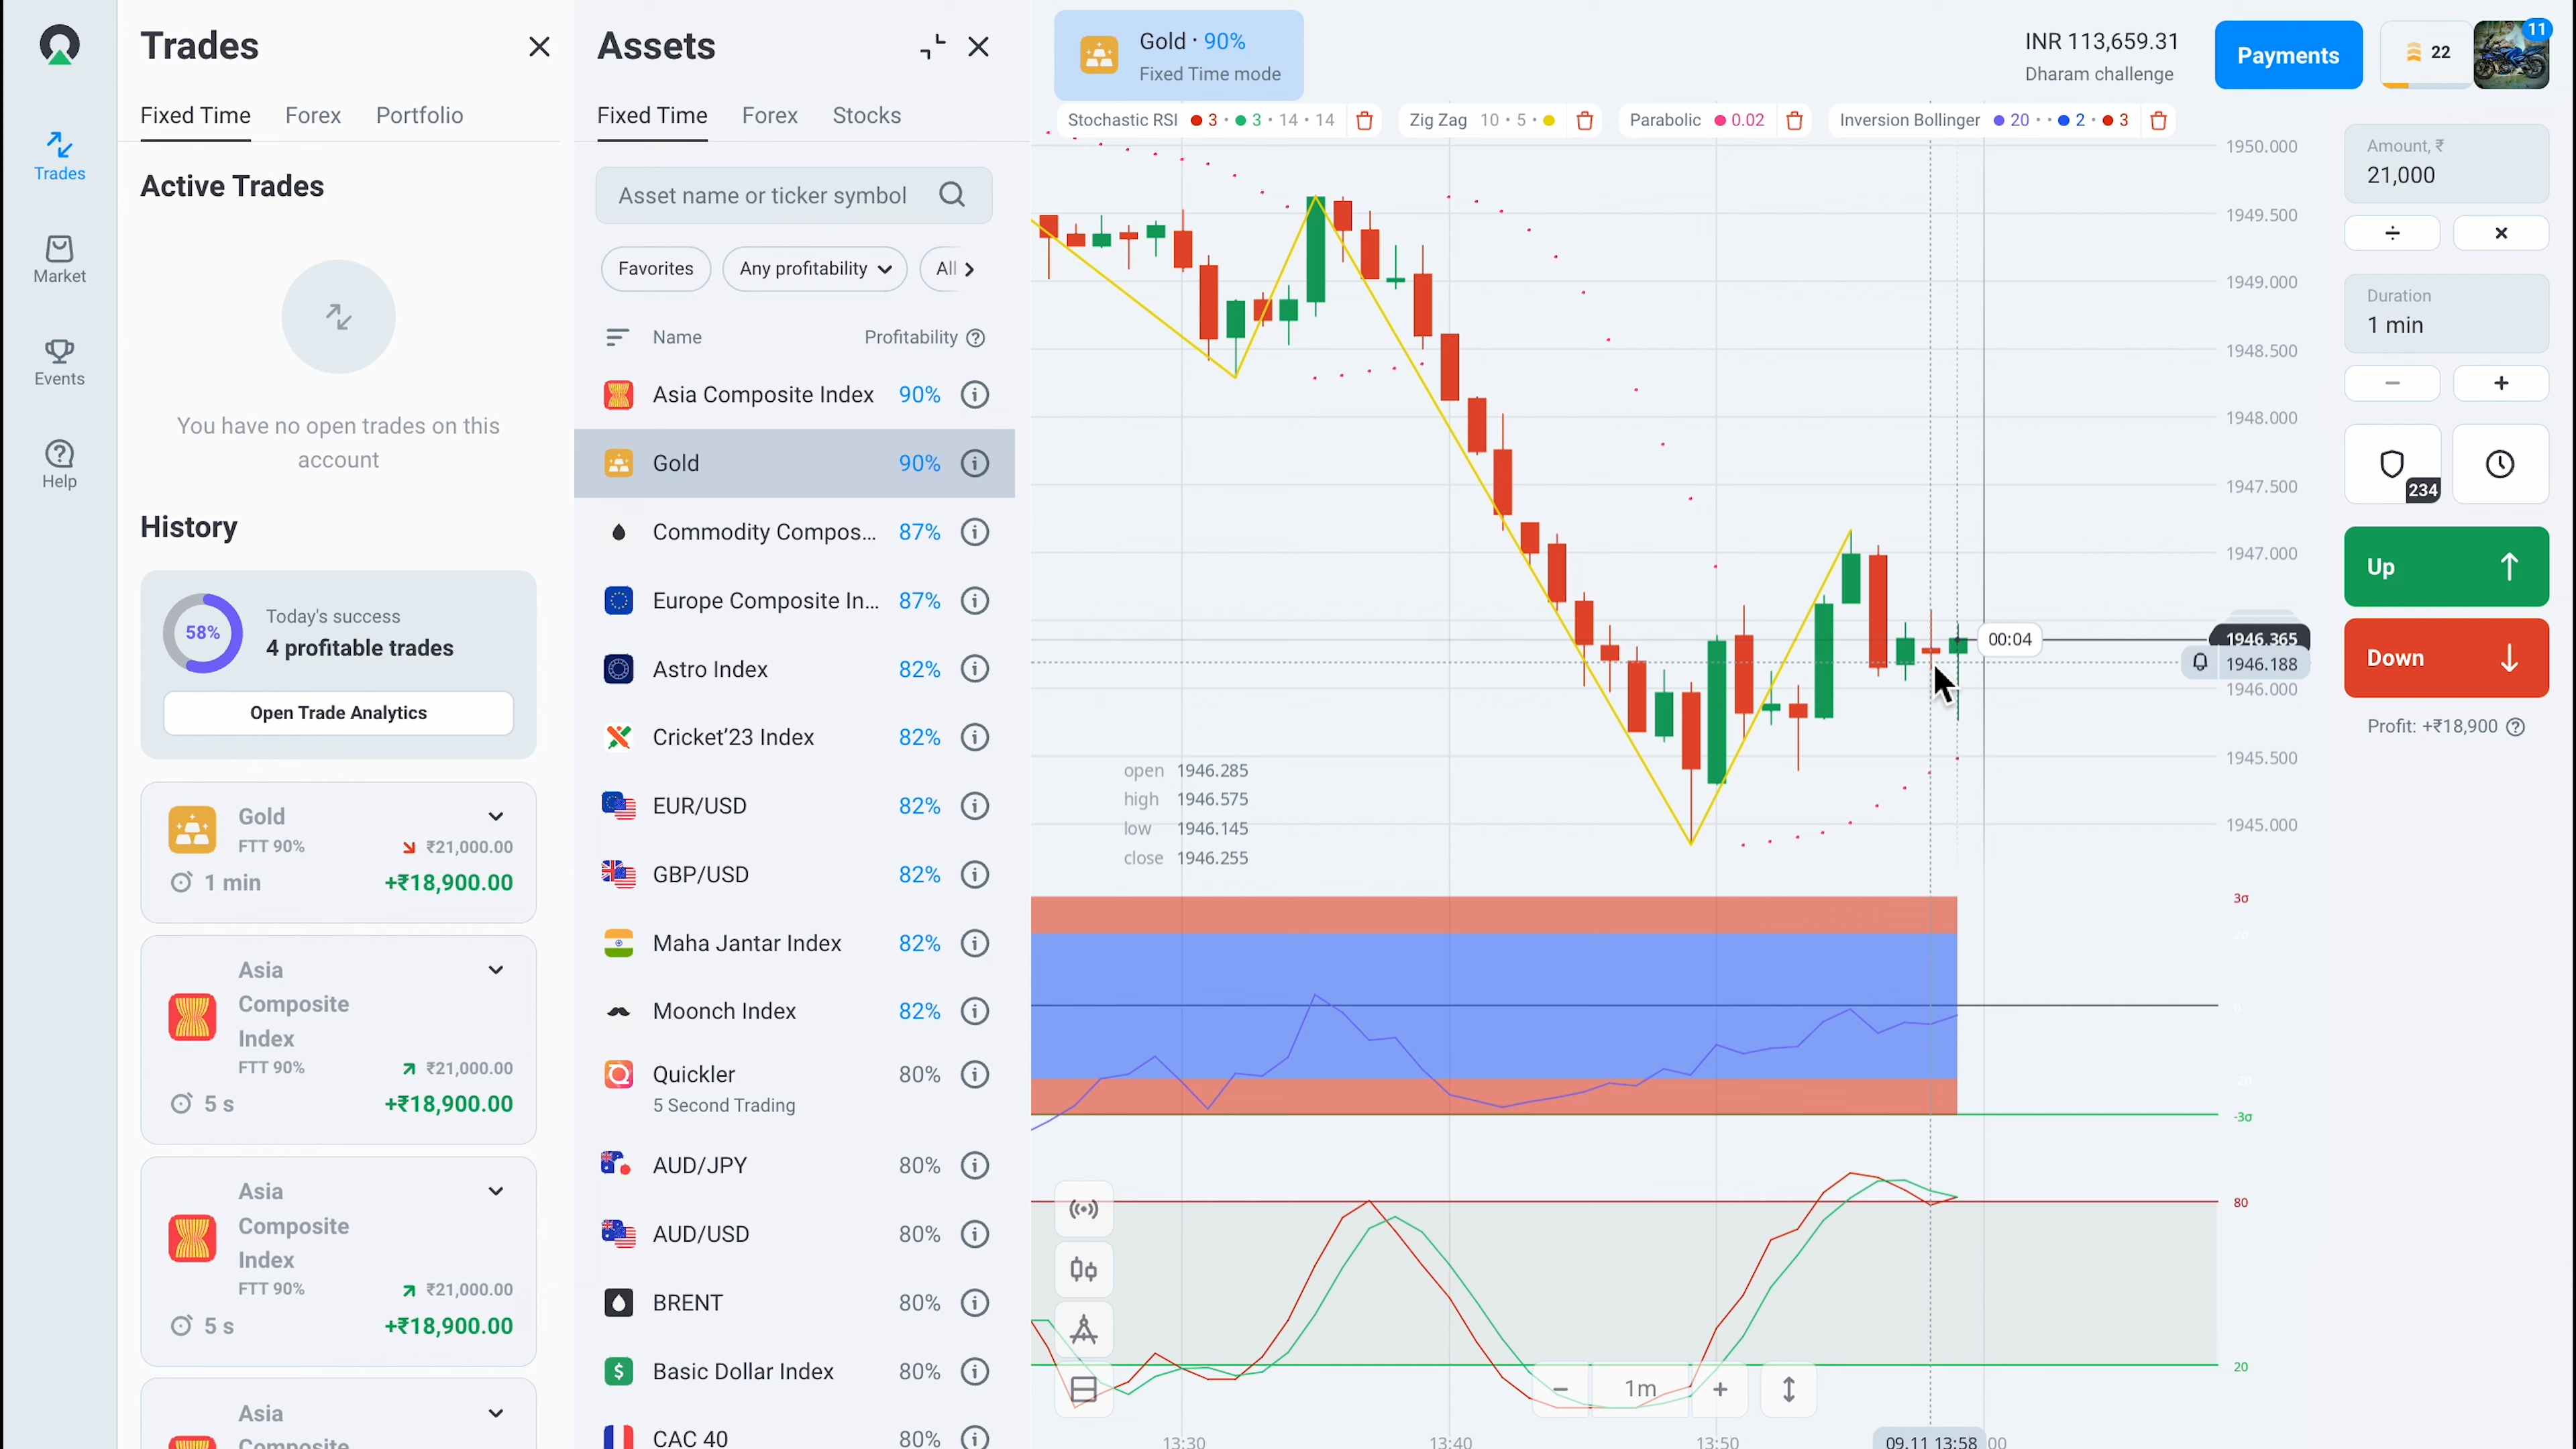 Trades
Market
Events
Help
Trades
Fixed Time
Forex
Portfolio
Active Trades
You have no open trades on this
account
History
58%
Today's success
4 profitable trades
Open Trade Analytics
Gold
FTT 90%
₹21,000.00
1 min
+₹18,900.00
Asia
Composite
Index
FTT 90%
₹21,000.00
5 s
+₹18,900.00
Asia
Composite
Index
FTT 90%
₹21,000.00
5 s
+₹18,900.00
Asia
Composite
Assets
Fixed Time
Forex
Stocks
Asset name or ticker symbol
Favorites
Any profitability
All
Name
Profitability
Asia Composite Index 90%
Gold 90%
Commodity Compos... 87%
Europe Composite In... 87%
Astro Index 82%
Cricket’23 Index 82%
EUR/USD 82%
GBP/USD 82%
Maha Jantar Index 82%
Moonch Index 82%
Quickler 80%
5 Second Trading
AUD/JPY 80%
AUD/USD 80%
BRENT 80%
Basic Dollar Index 80%
CAC 40 80%
Gold · 90%
Fixed Time mode
INR 113,659.31
Dharam challenge
Payments
22
11
Stochastic RSI 3 · 3 · 14 · 14
Zig Zag 10 · 5 ·
Parabolic 0.02
Inversion Bollinger 20 · · 2 · 3
1950.000
1949.500
1949.000
1948.500
1948.000
1947.500
1947.000
00:04
1946.365
1946.188
1946.000
1945.500
1945.000
open 1946.285
high 1946.575
low 1946.145
close 1946.255
3σ
2σ
0
-2σ
-3σ
80
20
1m
13:30
13:40
13:50
09.11 13:58
00
Amount, ₹
21,000
÷
×
Duration
1 min
−
+
234
Up
Down
Profit: +₹18,900